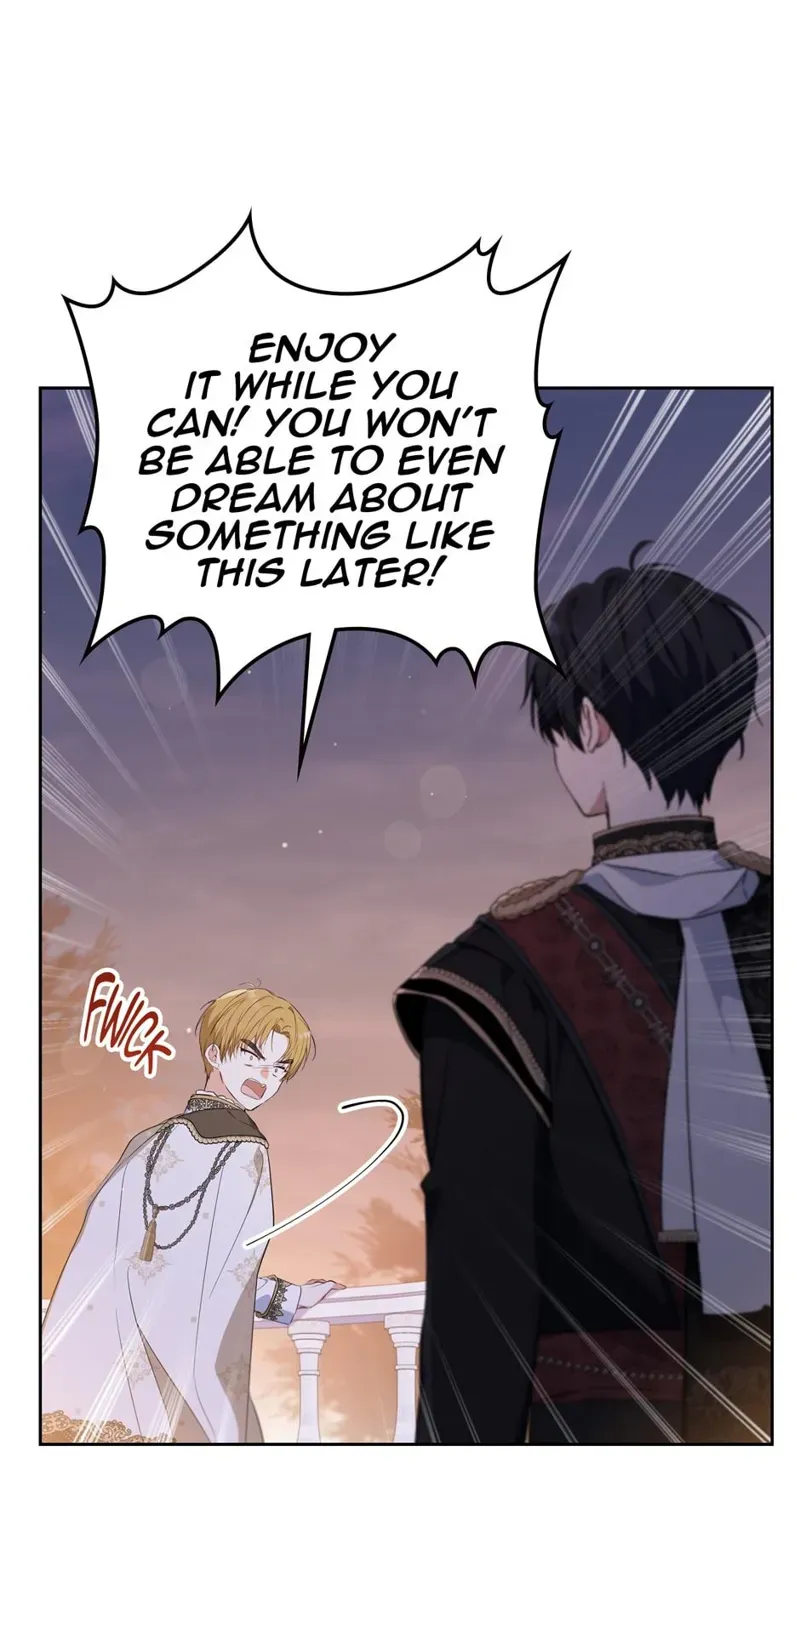 ENJOY
IT WHILE YOU
CAN! YOU WON'T
BE ABLE TO EVEN
DREAM ABOUT
SOMETHING LIKE
THIS LATER!
FWICK